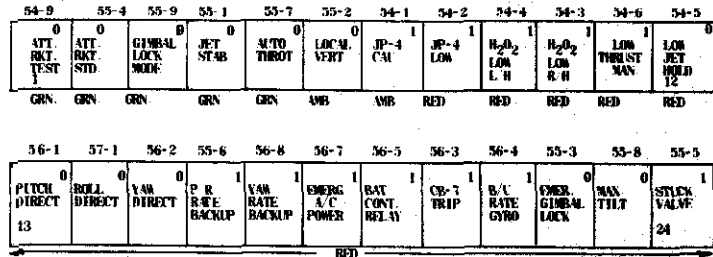 54-9 55-4 55-9 55-1 55-7 55-2 54-1 54-2 54-4 54-3 54-6 54-5
0 0 0 0 0 0 1 1 1 1 1 0
ATT. ATT. GIMBAL JET AUTO LOCAL JP-4 JP-4 H2O2 H2O2 LOW LOW
RKT. RKT. LOCK STAB THROT VERT CAU LOW LOW LOW THRUST JET
TEST STD. MODE L/H R/H MAN. HOLD
1 12
GRN. GRN. GRN. GRN GRN AMB AMB RED RED RED RED RED
56-1 57-1 56-2 55-6 56-8 56-7 56-5 56-3 56-4 55-3 55-8 55-5
0 0 0 1 1 1 1 1 1 0 0 1
PITCH ROLL YAW P R YAW EMERG BAT CB-7 B/U EMER. MAX. STUCK
DIRECT DIRECT DIRECT RATE RATE A/C CONT. TRIP RATE GIMBAL TILT VALVE
BACKUP BACKUP POWER RELAY GYRO LOCK
13 24
RED